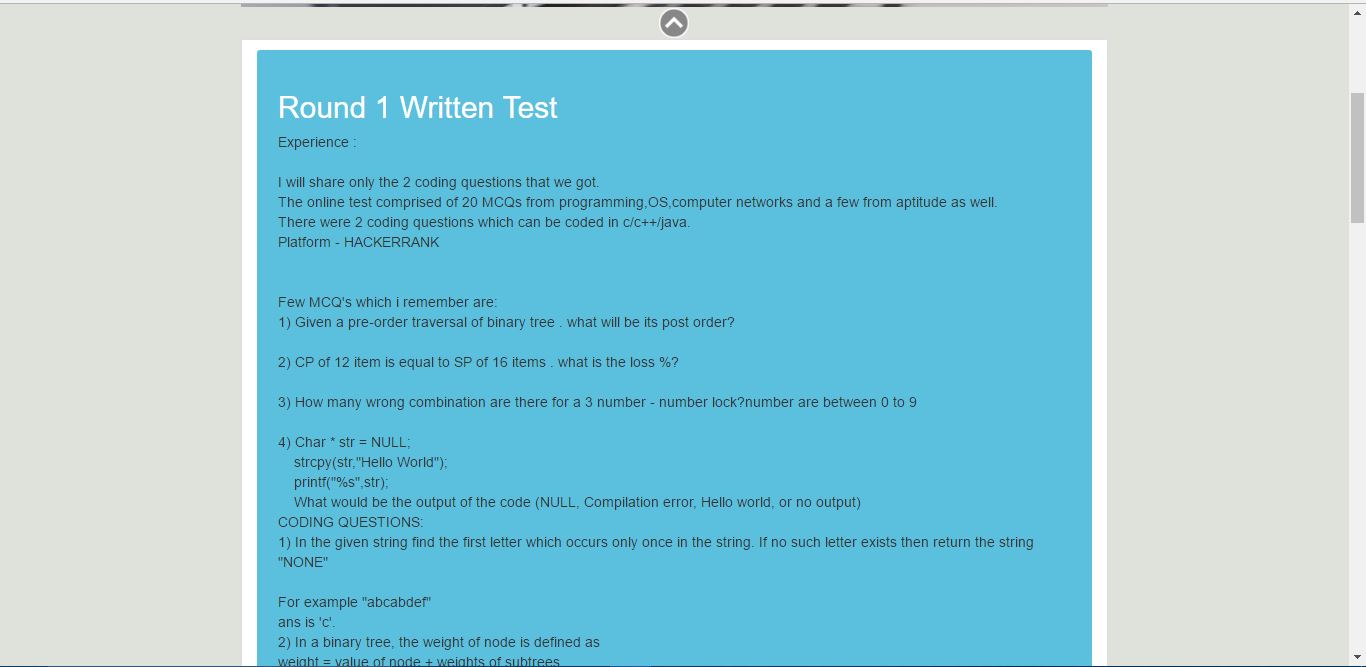 Round 1 Written Test
Experience :
I will share only the 2 coding questions that we got.
The online test comprised of 20 MCQs from programming,OS,computer networks and a few from aptitude as well.
There were 2 coding questions which can be coded in c/c++/java.
Platform - HACKERRANK
Few MCQ's which i remember are:
1) Given a pre-order traversal of binary tree . what will be its post order?
2) CP of 12 item is equal to SP of 16 items . what is the loss %?
3) How many wrong combination are there for a 3 number - number lock?number are between 0 to 9
4) Char * str = NULL;
strcpy(str,"Hello World");
printf("%s",str);
What would be the output of the code (NULL, Compilation error, Hello world, or no output)
CODING QUESTIONS:
1) In the given string find the first letter which occurs only once in the string. If no such letter exists then return the string
"NONE"
For example "abcabdef"
ans is 'c'.
2) In a binary tree, the weight of node is defined as
weight = value of node + weights of subtrees